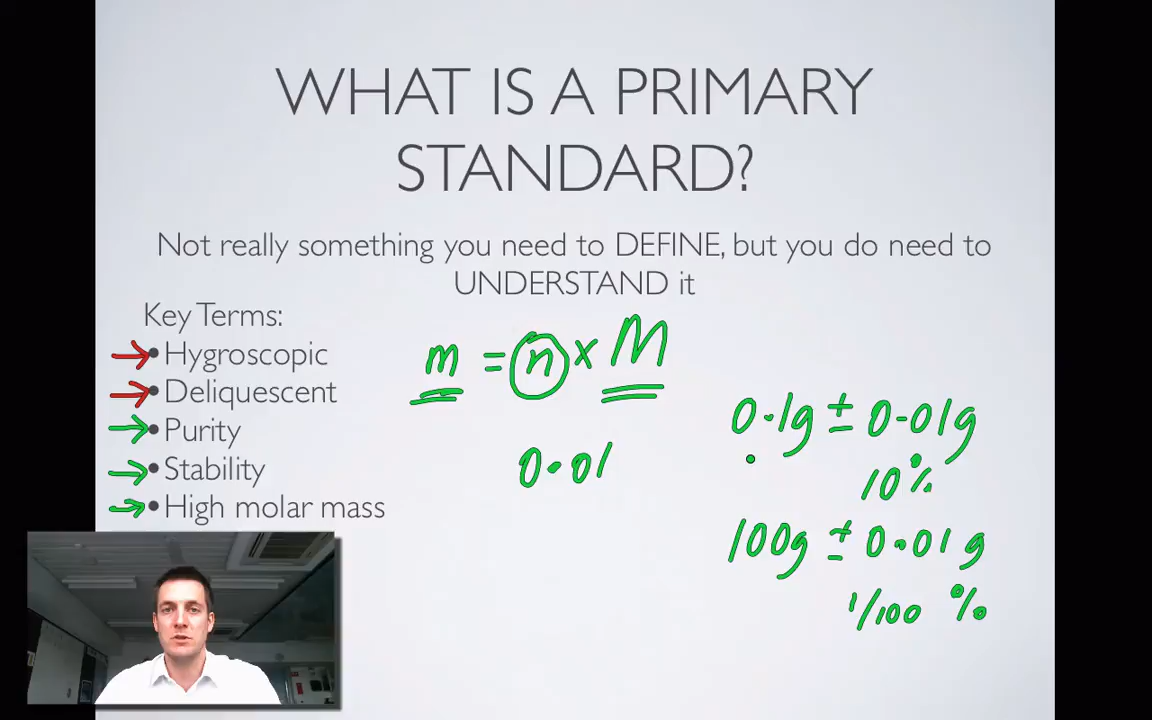 WHAT IS A PRIMARY
STANDARD?
Not really something you need to DEFINE, but you do need to
UNDERSTAND it
Key Terms:
• Hygroscopic
• Deliquescent
• Purity
• Stability
• High molar mass
m = n × M
0.01
0.1g ± 0.01g
10%
100g ± 0.01g
1/100 %